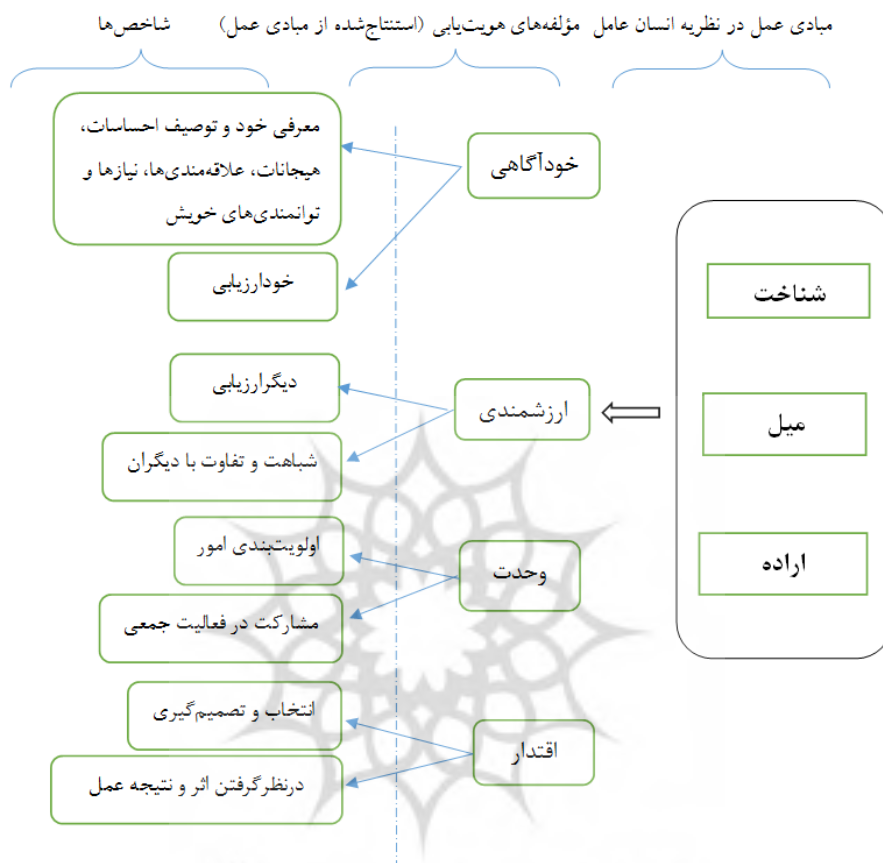 مبادی عمل در نظریه انسان عامل
مؤلفه‌های هویت‌یابی (استنتاج‌شده از مبادی عمل)
شاخص‌ها
شناخت
میل
اراده
خودآگاهی
معرفی خود و توصیف احساسات،
هیجانات، علاقه‌مندی‌ها، نیازها و
توانمندی‌های خویش
خودارزیابی
ارزشمندی
دیگرارزیابی
شباهت و تفاوت با دیگران
وحدت
اولویت‌بندی امور
مشارکت در فعالیت جمعی
اقتدار
انتخاب و تصمیم‌گیری
درنظرگرفتن اثر و نتیجه عمل